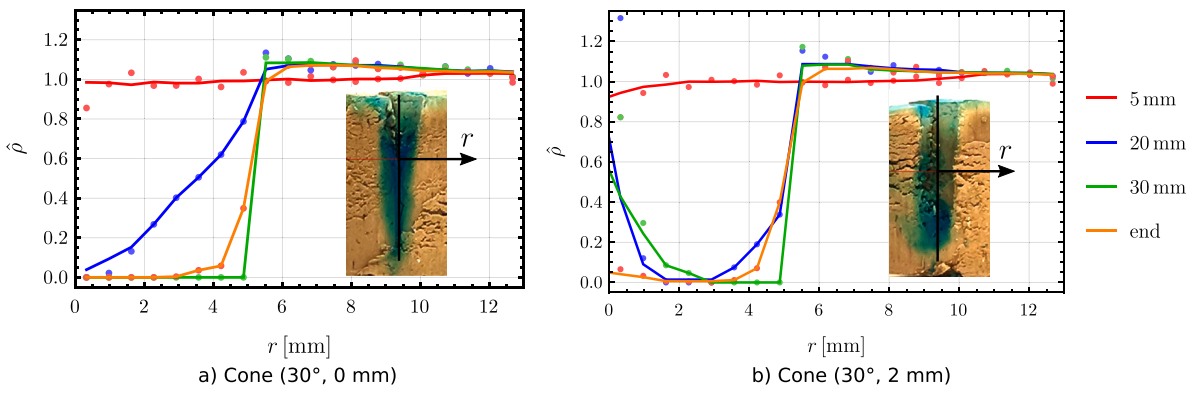 1.2
1.0
0.8
0.6
0.4
0.2
0.0
ρ̂
r
0 2 4 6 8 10 12
r [mm]
a) Cone (30°, 0 mm)
1.2
1.0
0.8
0.6
0.4
0.2
0.0
ρ̂
r
0 2 4 6 8 10 12
r [mm]
b) Cone (30°, 2 mm)
5 mm
20 mm
30 mm
end